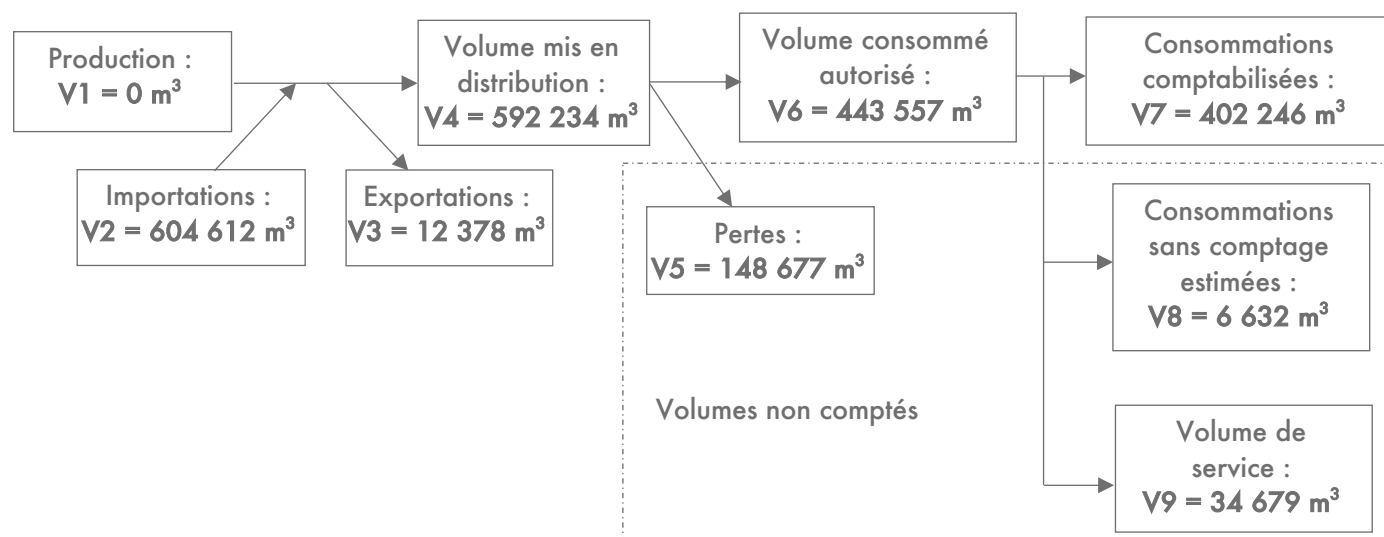 Production :
V1 = 0 m³
Volume mis en
distribution :
V4 = 592 234 m³
Volume consommé
autorisé :
V6 = 443 557 m³
Consommations
comptabilisées :
V7 = 402 246 m³
Importations :
V2 = 604 612 m³
Exportations :
V3 = 12 378 m³
Pertes :
V5 = 148 677 m³
Consommations
sans comptage
estimées :
V8 = 6 632 m³
Volumes non comptés
Volume de
service :
V9 = 34 679 m³